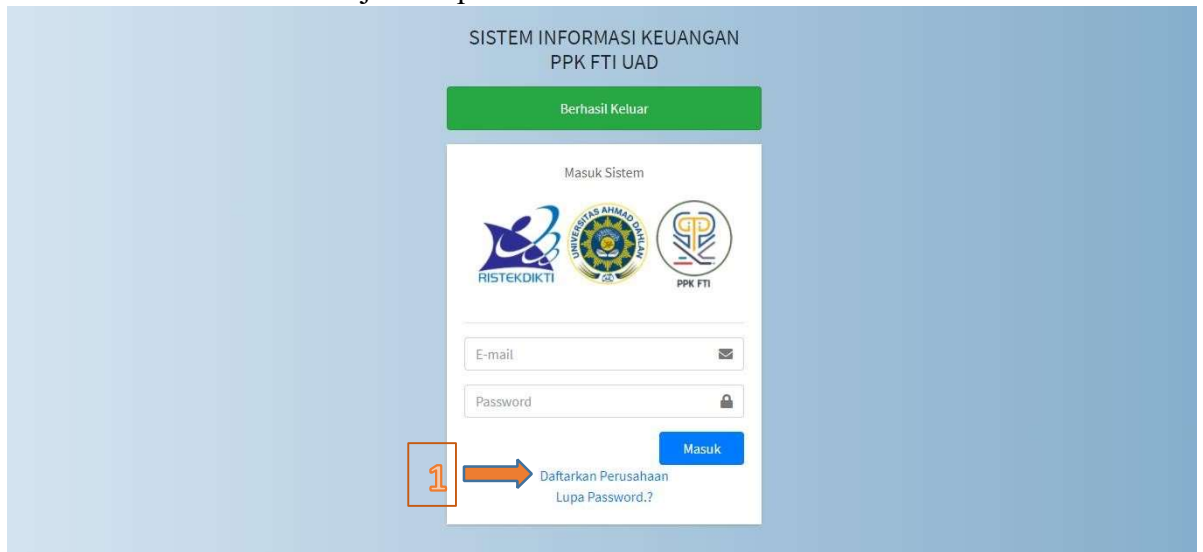 SISTEM INFORMASI KEUANGAN
PPK FTI UAD
Berhasil Keluar
Masuk Sistem
RISTEKDIKTI
UNIVERSITAS AHMAD DAHLAN
PPK FTI
E-mail
Password
Masuk
1
Daftarkan Perusahaan
Lupa Password.?